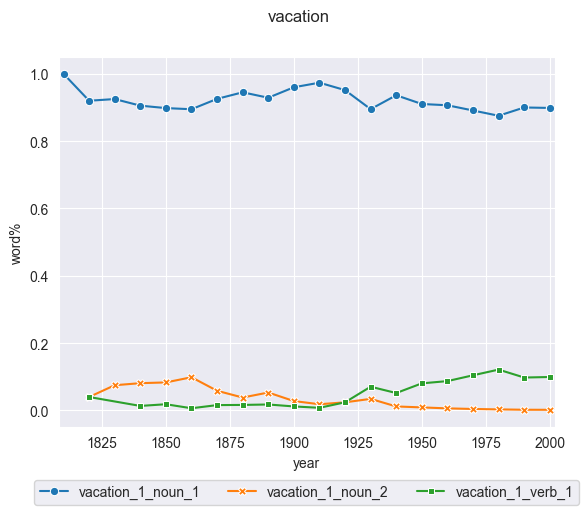 vacation
1.0
0.8
0.6
0.4
0.2
0.0
word%
1825 1850 1875 1900 1925 1950 1975 2000
year
vacation_1_noun_1 vacation_1_noun_2 vacation_1_verb_1